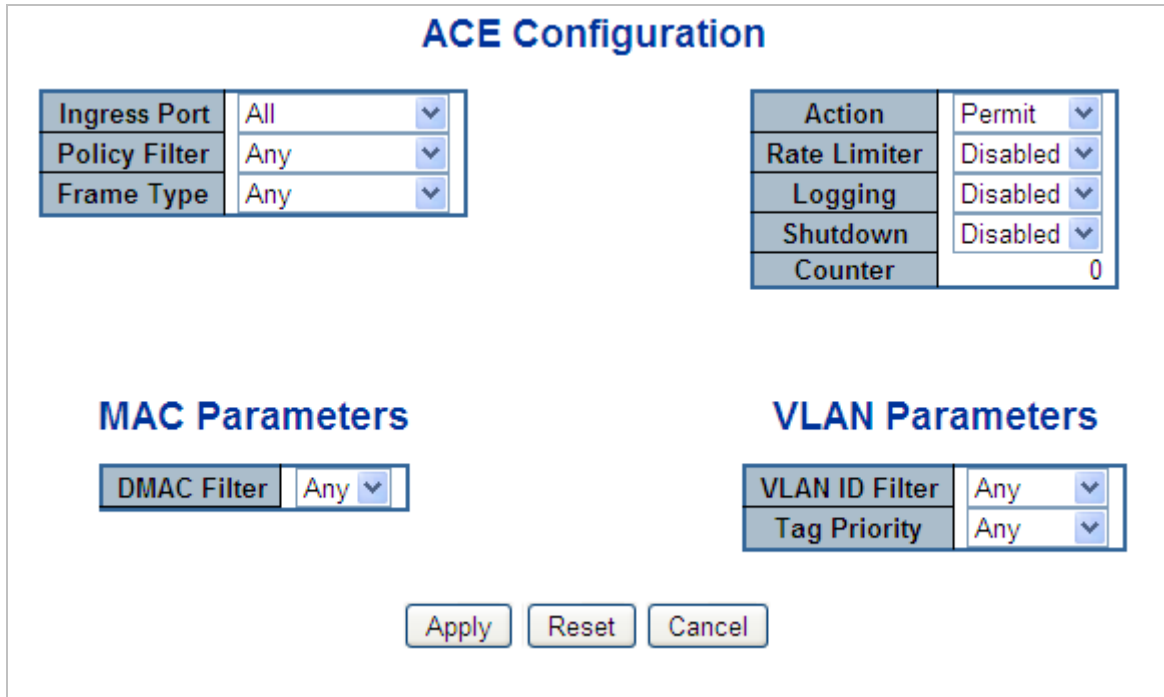 ACE Configuration
Ingress Port All
Policy Filter Any
Frame Type Any
Action Permit
Rate Limiter Disabled
Logging Disabled
Shutdown Disabled
Counter 0
MAC Parameters
DMAC Filter Any
VLAN Parameters
VLAN ID Filter Any
Tag Priority Any
Apply Reset Cancel